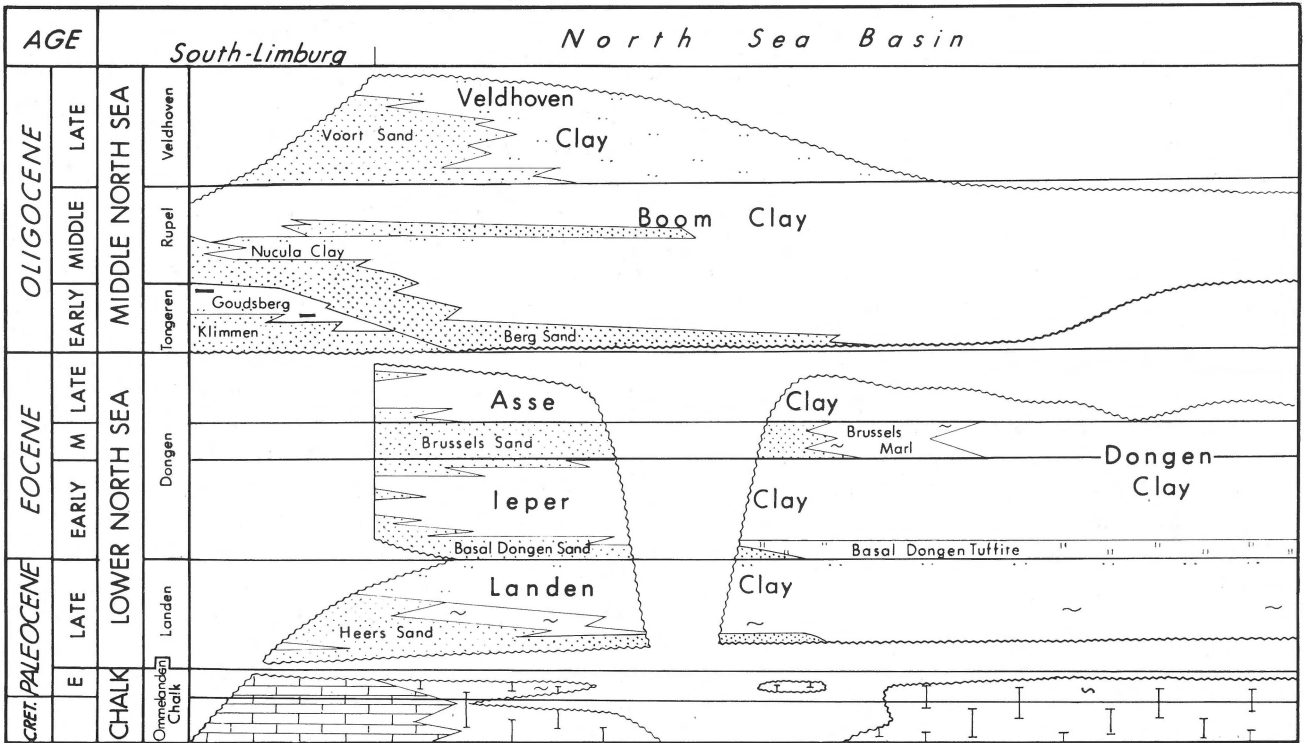 AGE
South-Limburg
North Sea Basin
OLIGOCENE
LATE
MIDDLE
EARLY
MIDDLE NORTH SEA
Veldhoven
Rupel
Tongeren
Veldhoven
Clay
Voort Sand
Boom Clay
Nucula Clay
Goudsberg
Klimmen
Berg Sand
EOCENE
LATE
M
EARLY
LOWER NORTH SEA
Dongen
Asse
Clay
Brussels Sand
Brussels
Marl
Dongen
Clay
Ieper
Clay
Basal Dongen Sand
Basal Dongen Tuffite
PALEOCENE
LATE
E
Landen
Landen
Clay
Heers Sand
CRET.
CHALK
Ommelanden
Chalk